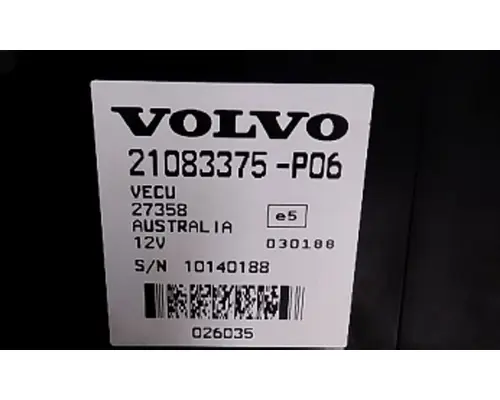 VOLVO
21083375-P06
VECU
27358 e5
AUSTRALIA
12V 030188
S/N 10140188
026035